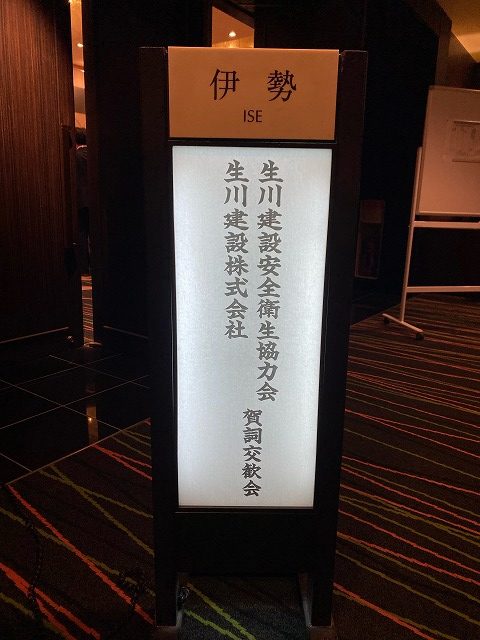 伊勢
ISE
生川建設安全衛生協力会
生川建設株式会社
賀詞交歓会